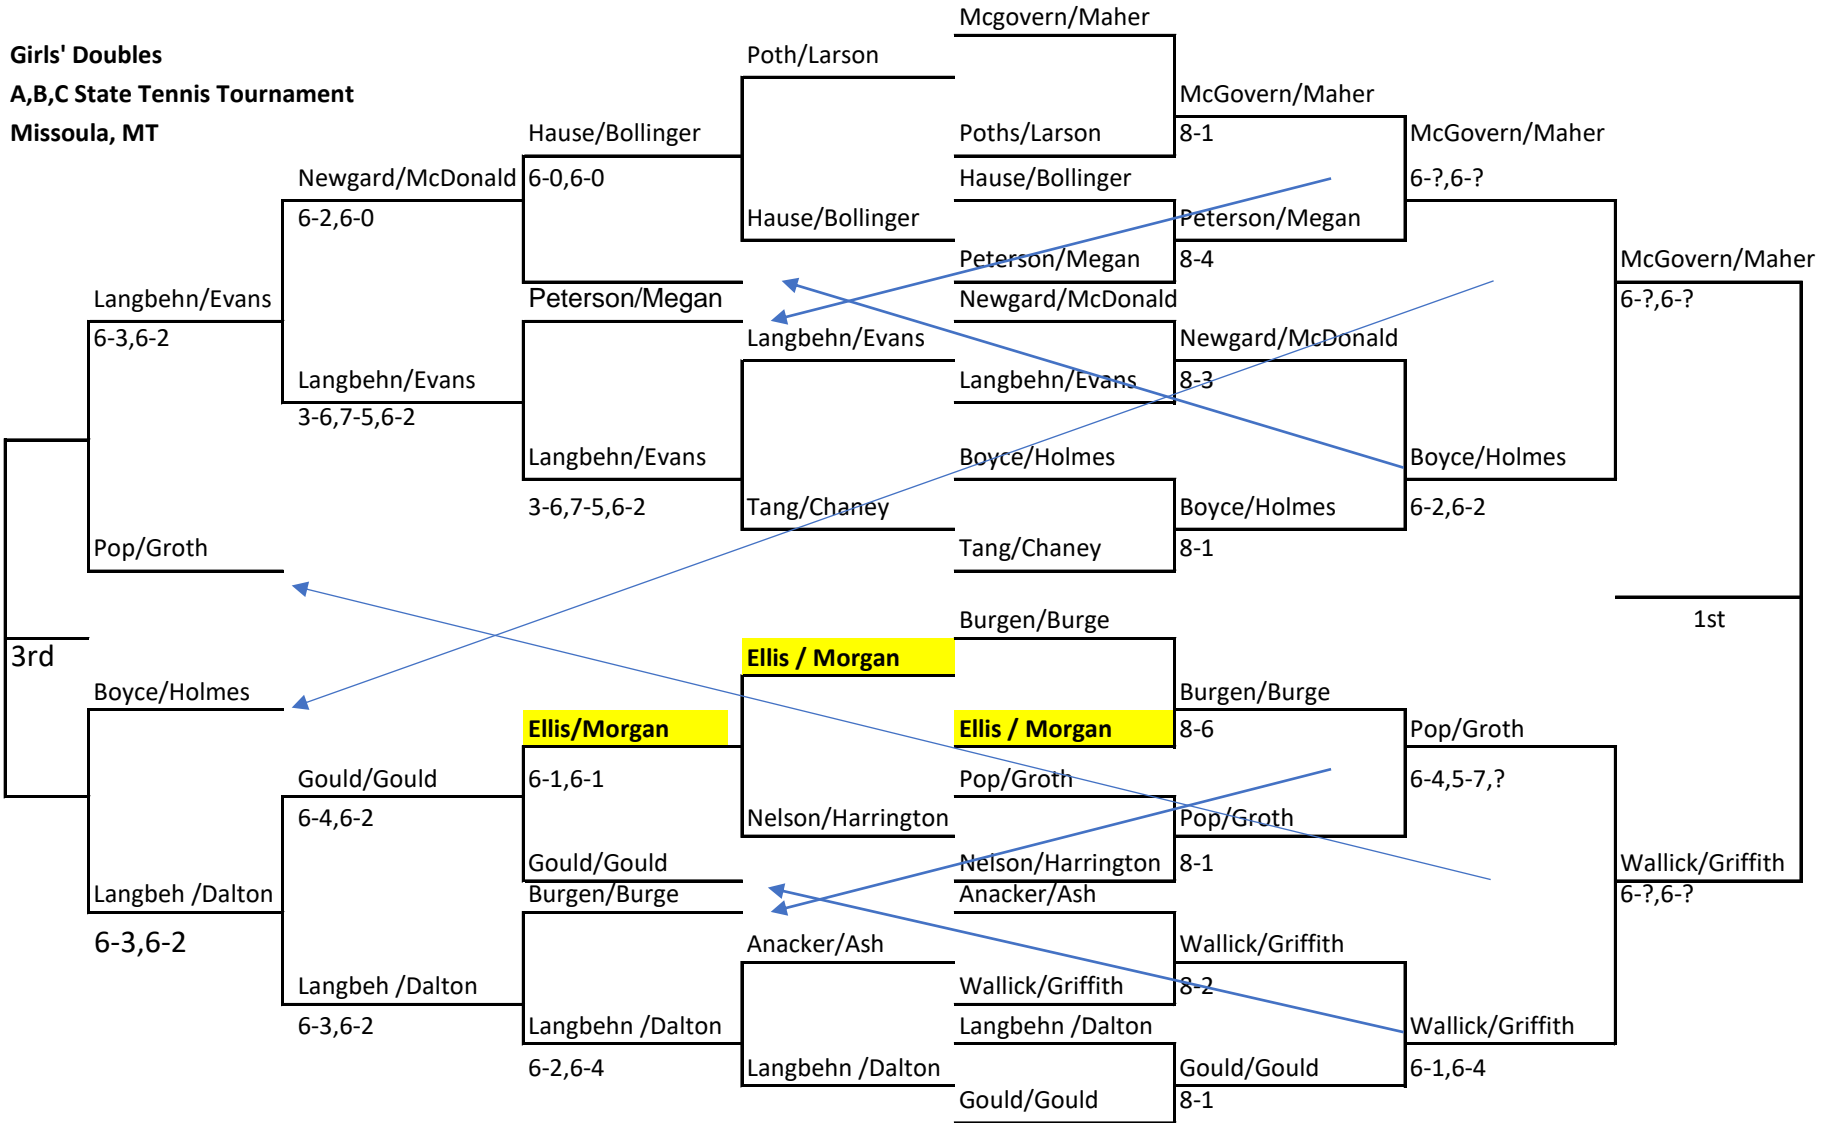 Mcgovern/Maher
Girls' Doubles
Poth/Larson
A,B,C State Tennis Tournament
McGovern/Maher
Missoula, MT
Hause/Bollinger
Poths/Larson
8-1
McGovern/Maher
Newgard/McDonald
6-0,6-0
Hause/Bollinger
6-?,6-?
6-2,6-0
Hause/Bollinger
Peterson/Megan
Peterson/Megan
8-4
McGovern/Maher
Langbehn/Evans
Peterson/Megan
Newgard/McDonald
6-?,6-?
6-3,6-2
Langbehn/Evans
Newgard/McDonald
Langbehn/Evans
Langbehn/Evans
8-3
3-6,7-5,6-2
Langbehn/Evans
Boyce/Holmes
Boyce/Holmes
3-6,7-5,6-2
Tang/Chaney
Boyce/Holmes
6-2,6-2
Pop/Groth
Tang/Chaney
8-1
Burgen/Burge
1st
3rd
Ellis / Morgan
Boyce/Holmes
Burgen/Burge
Ellis/Morgan
Ellis / Morgan
8-6
Pop/Groth
Gould/Gould
6-1,6-1
Pop/Groth
6-4,5-7,?
6-4,6-2
Nelson/Harrington
Pop/Groth
Gould/Gould
Nelson/Harrington
8-1
Wallick/Griffith
Langbeh /Dalton
Burgen/Burge
Anacker/Ash
6-?,6-?
6-3,6-2
Anacker/Ash
Wallick/Griffith
Langbeh /Dalton
Wallick/Griffith
8-2
6-3,6-2
Langbehn /Dalton
Langbehn /Dalton
Wallick/Griffith
6-2,6-4
Langbehn /Dalton
Gould/Gould
6-1,6-4
Gould/Gould
8-1